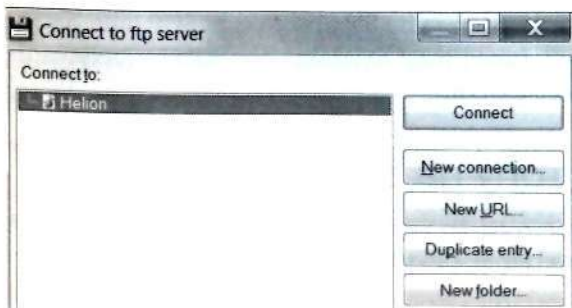 Connect to ftp server
Connect to:
Helion
Connect
New connection...
New URL...
Duplicate entry...
New folder...